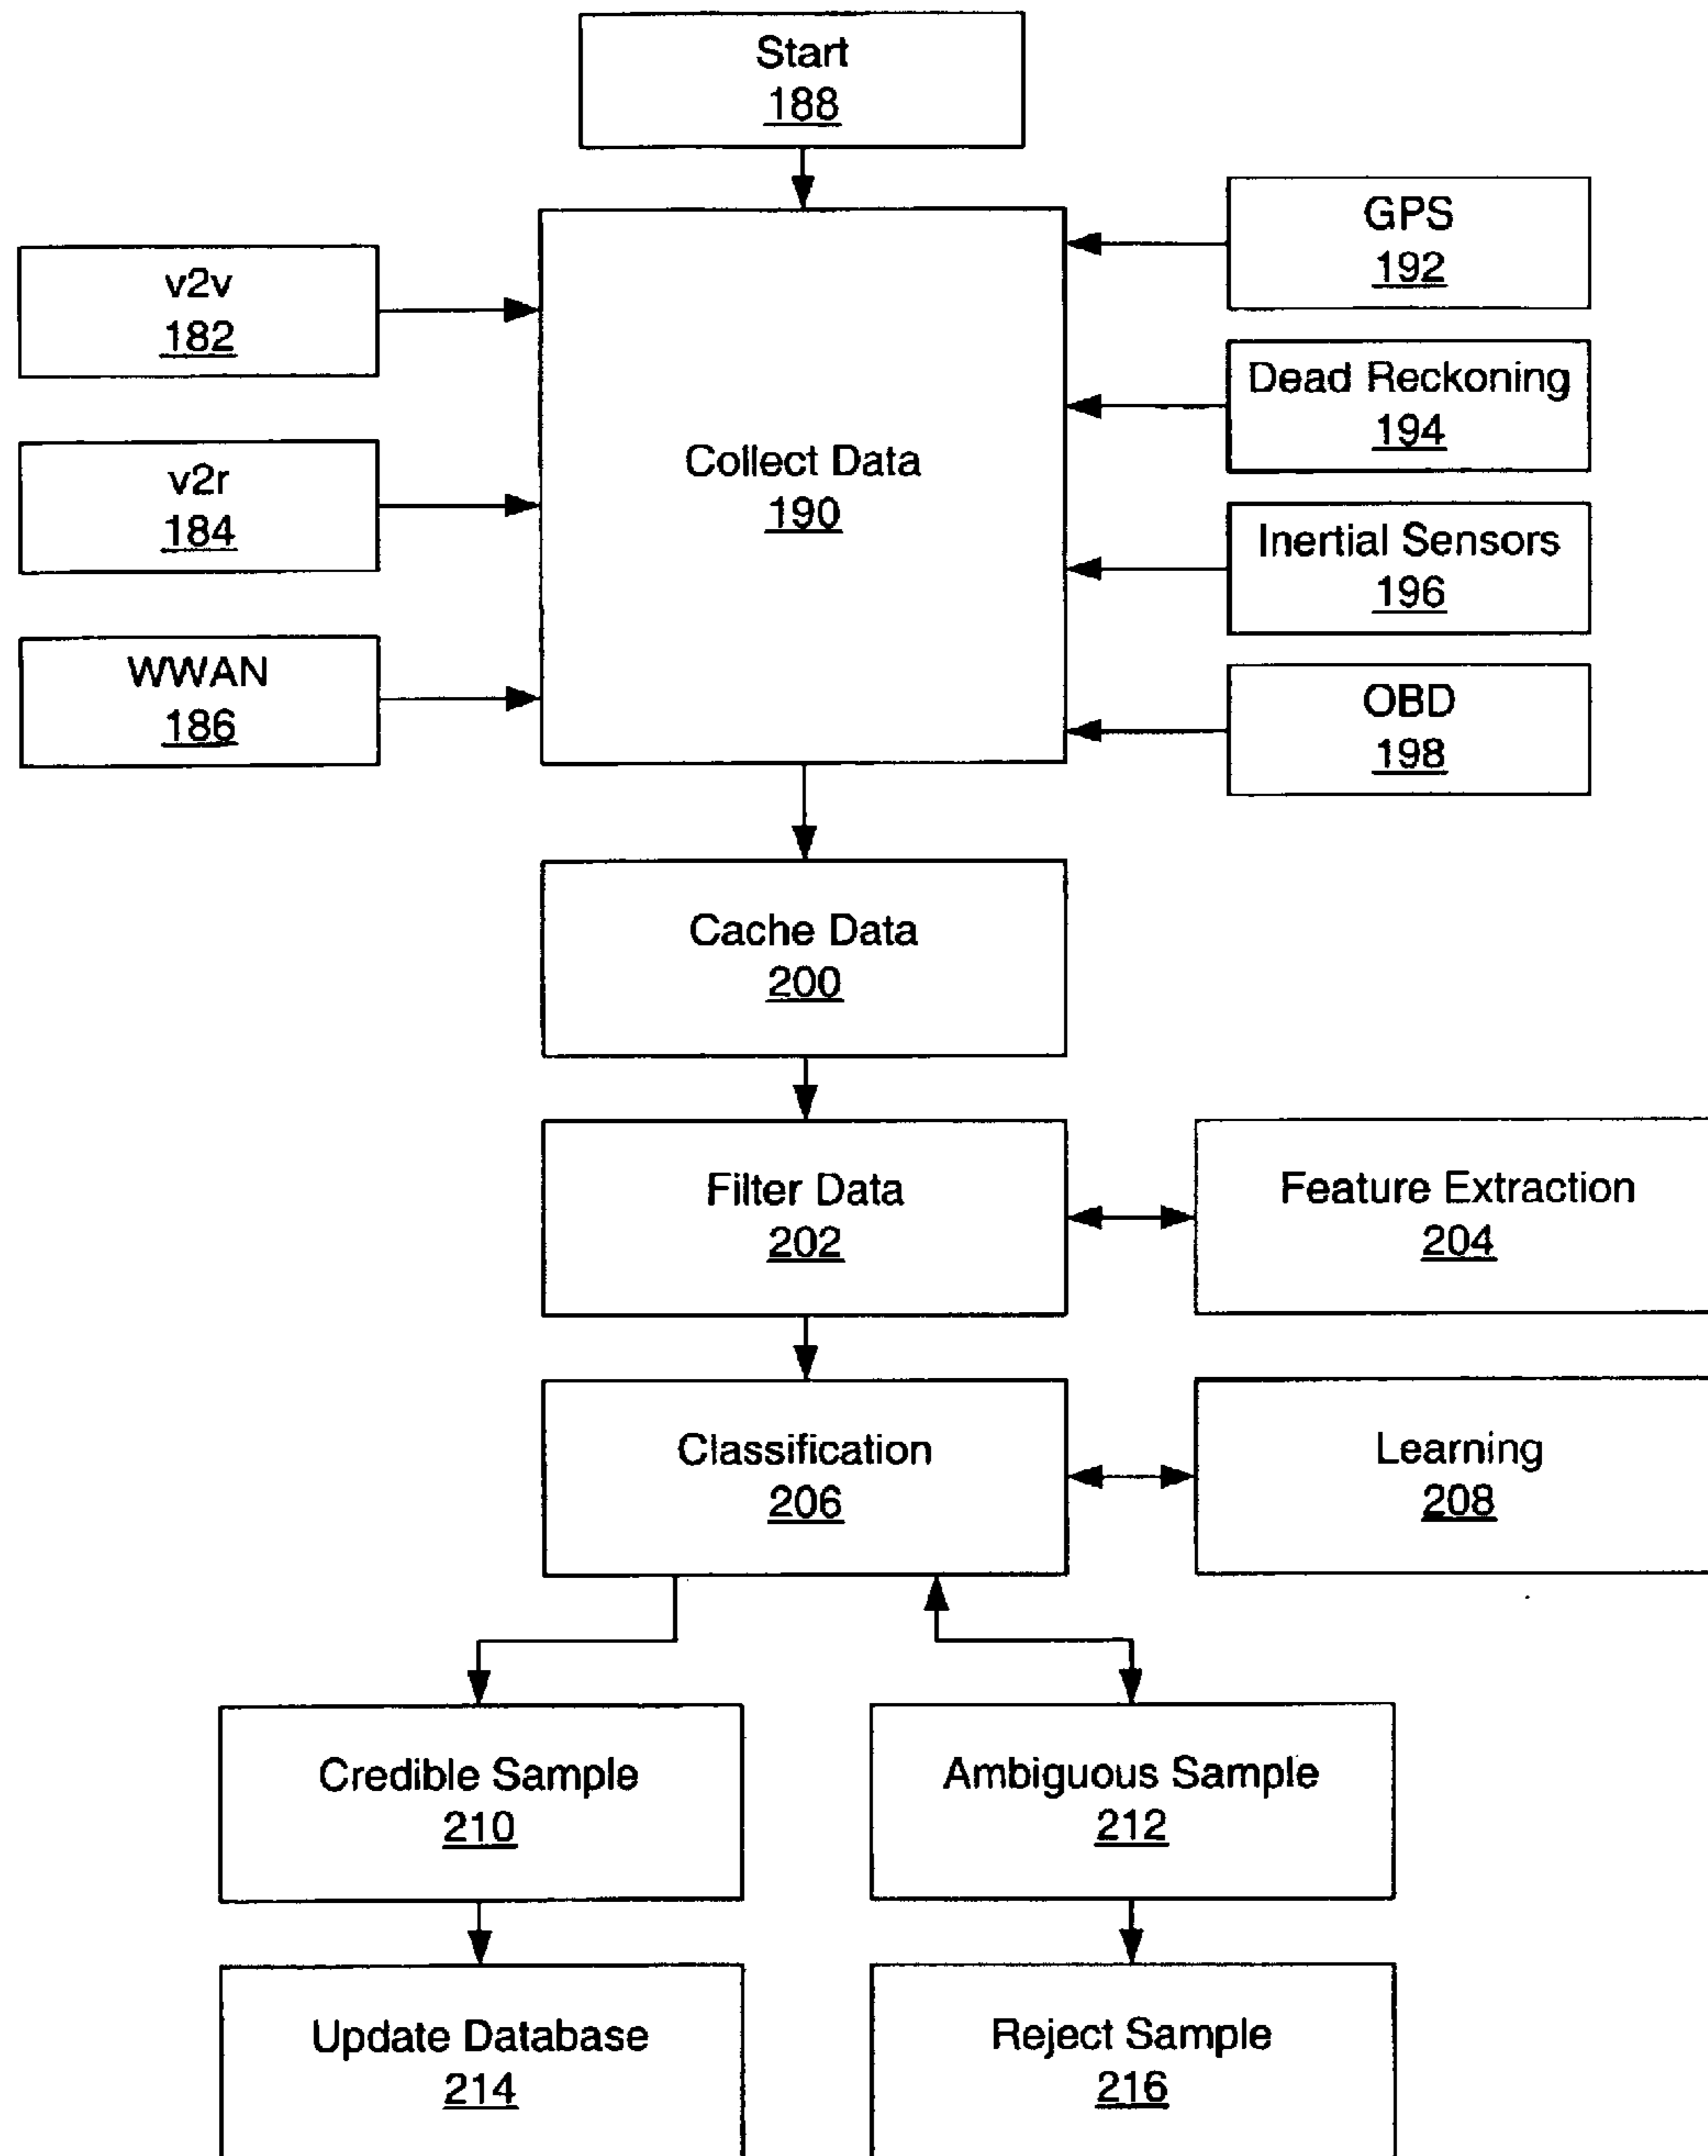 Start
188
GPS
192
v2v
182
Dead Reckoning
194
Collect Data
190
v2r
184
Inertial Sensors
196
WWAN
186
OBD
198
Cache Data
200
Filter Data
202
Feature Extraction
204
Classification
206
Learning
208
Credible Sample
210
Ambiguous Sample
212
Update Database
214
Reject Sample
216